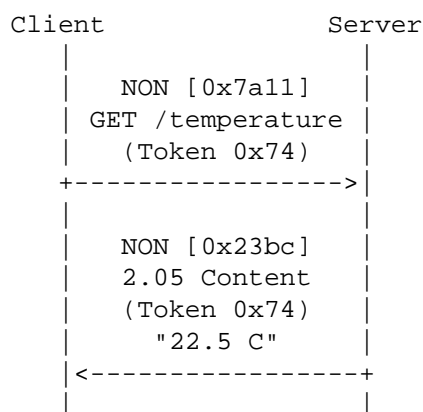 Client Server
NON [0x7a11]
GET /temperature
(Token 0x74)
NON [0x23bc]
2.05 Content
(Token 0x74)
"22.5 C"